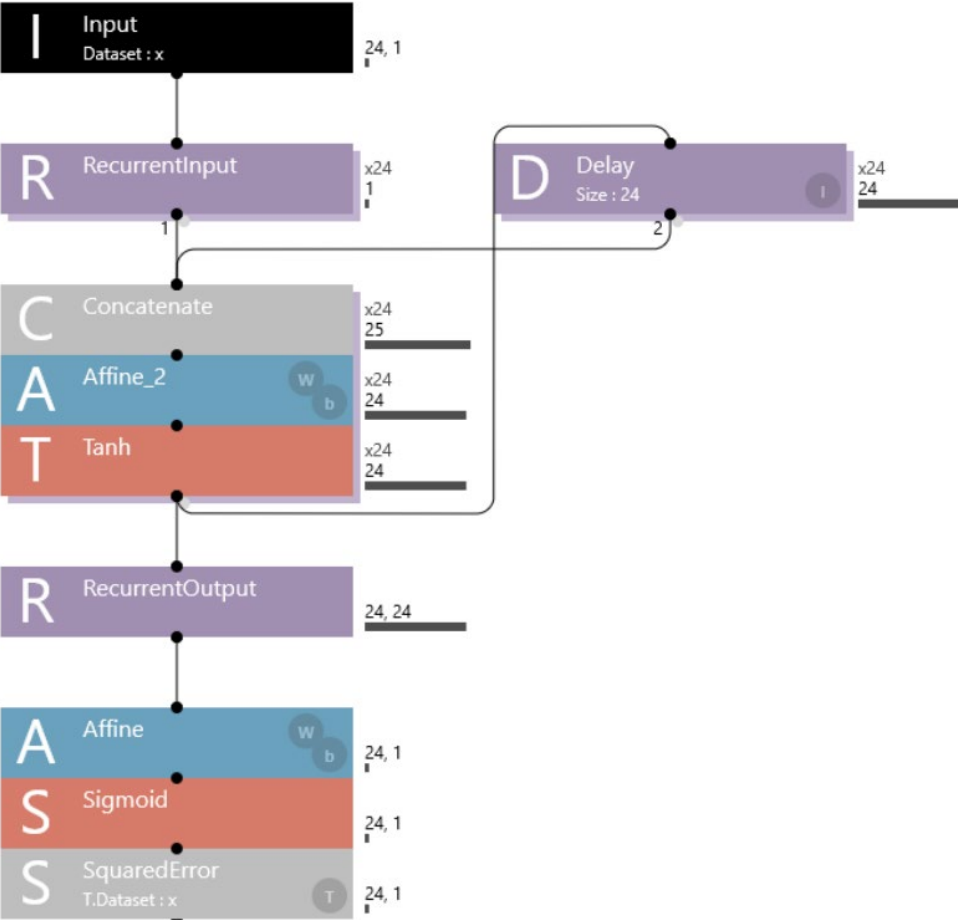 I
Input
Dataset : x
24, 1
R
RecurrentInput
x24
1
1
D
Delay
Size : 24
I
x24
24
2
C
Concatenate
x24
25
A
Affine_2
W
b
x24
24
T
Tanh
x24
24
R
RecurrentOutput
24, 24
A
Affine
W
b
24, 1
S
Sigmoid
24, 1
S
SquaredError
T.Dataset : x
T
24, 1